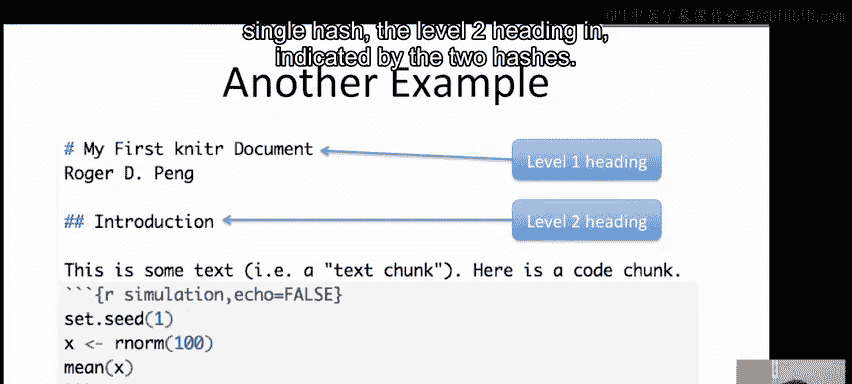 single hash, the level 2 heading in,
indicated by the two hashes.
Another Example
# My First knitr Document
Level 1 heading
Roger D. Peng
## Introduction
Level 2 heading
This is some text (i.e. a "text chunk"). Here is a code chunk.
```{r simulation,echo=FALSE}
set.seed(1)
x <- rnorm(100)
mean(x)